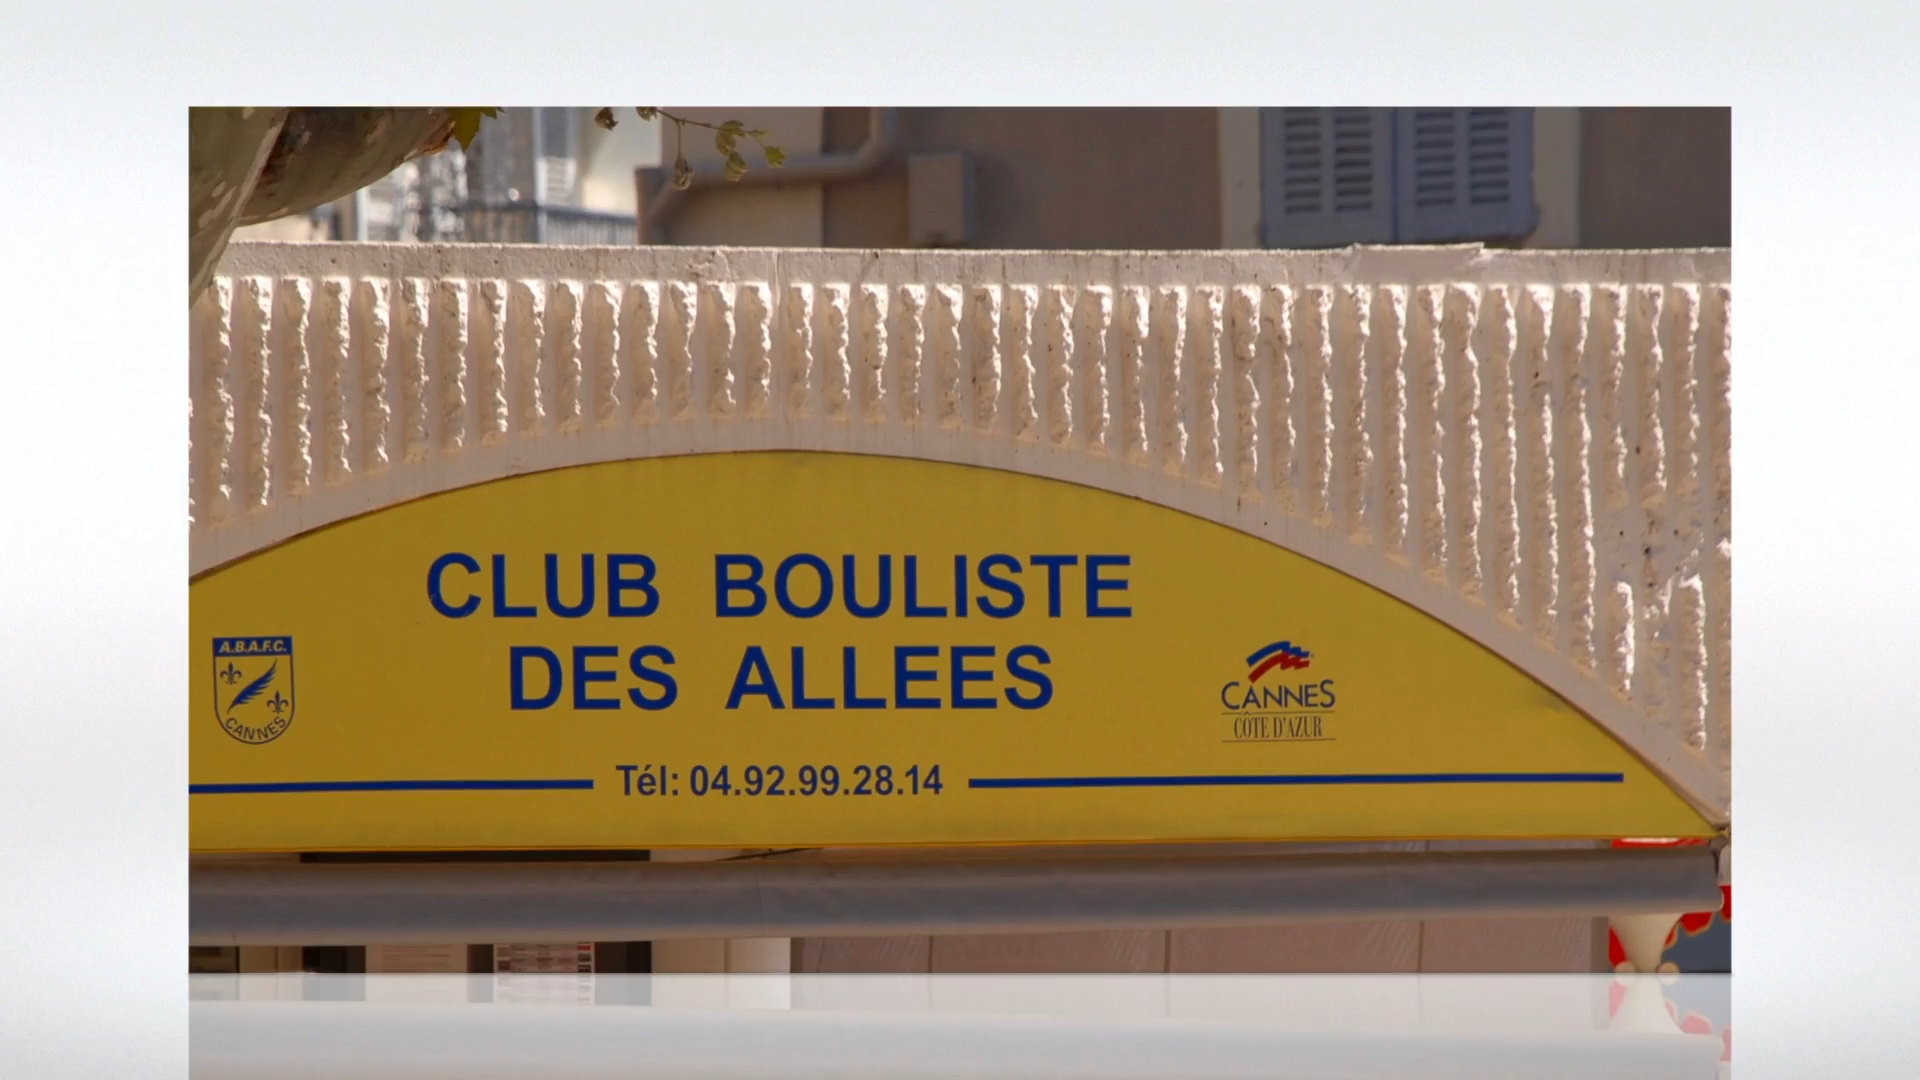 CLUB BOULISTE
DES ALLEES
A.B.A.F.C.
CANNES
CANNES
CÔTE D'AZUR
Tél: 04.92.99.28.14